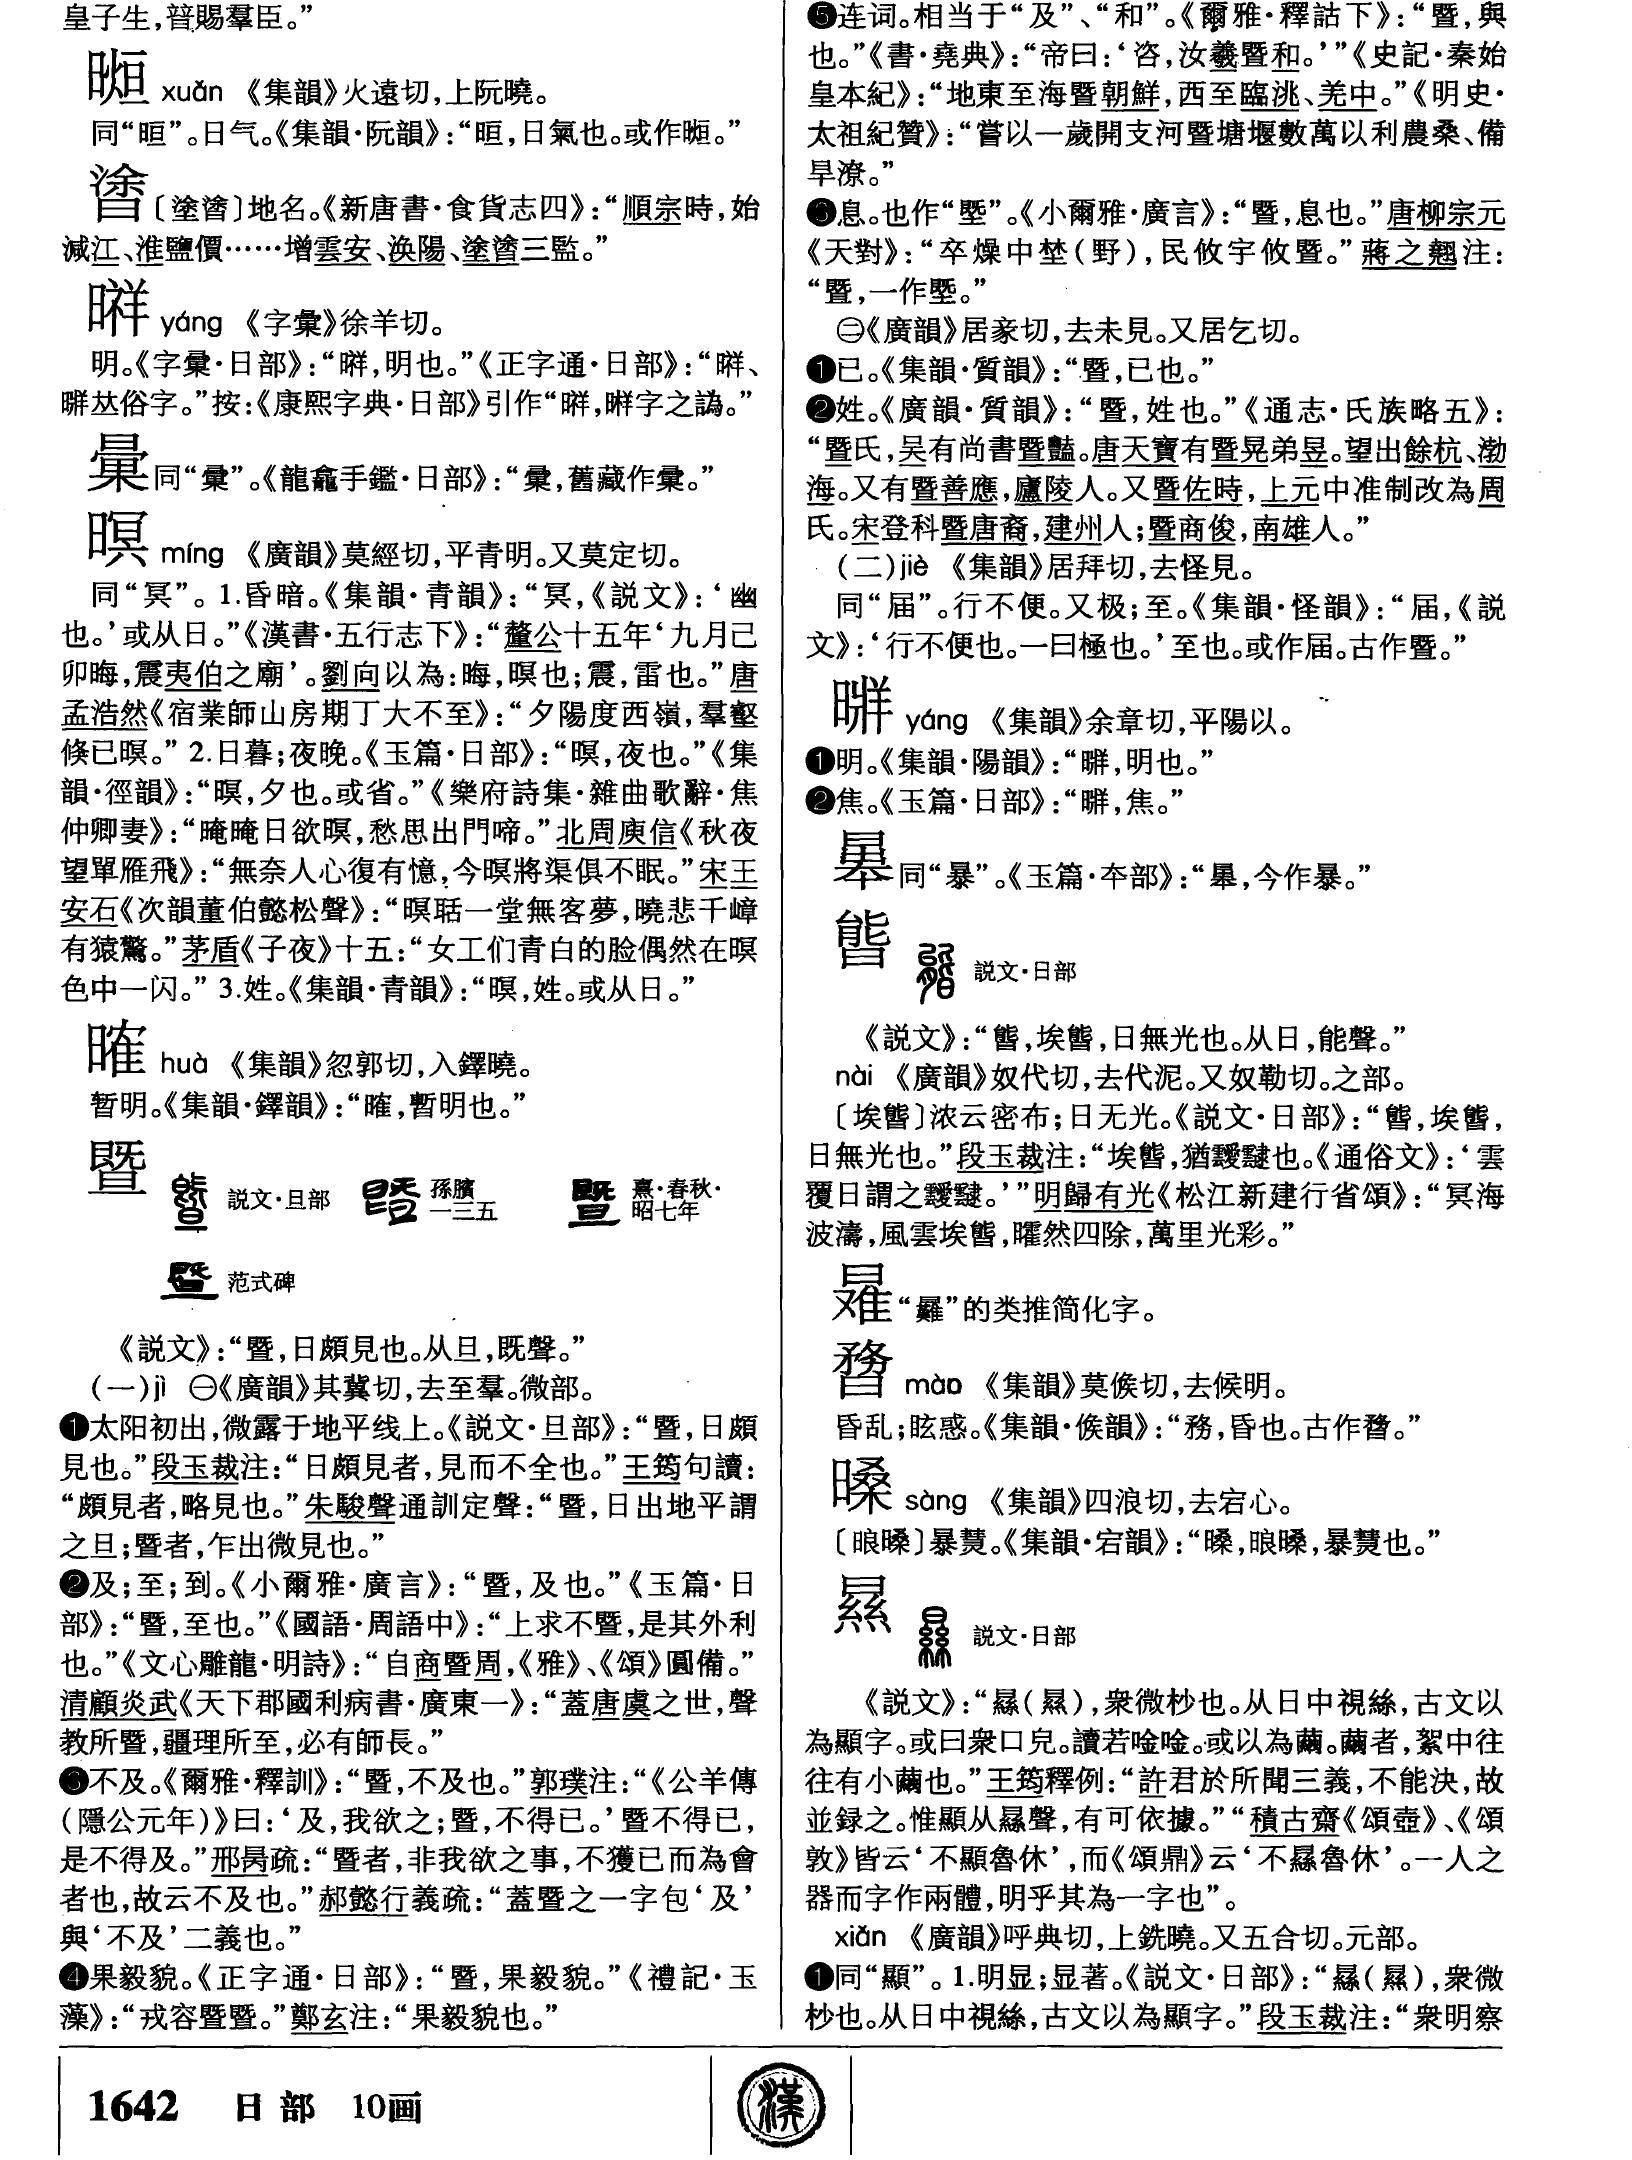 皇子生，暜賜羣臣。”
xuǎn 《集韻》火遠切，上阮曉。
同“晅”。日气。《集韻·阮韻》：“晅，日氣也。或作㫜。”
〔塗𣉞〕地名。《新唐書·食貨志四》：“順宗時，始
減江、淮鹽價……增雲安、涣陽、塗𣉞三監。”
yáng 《字彙》徐羊切。
明。《字彙·日部》：“，明也。”《正字通·日部》：“、
𣉙𠀤俗字。”按：《康熙字典·日部》引作“，字之譌。”
同“彙”。《龍龕手鑑·日部》：“，舊藏作彙。”
暝 míng 《廣韻》莫經切，平青明。又莫定切。
同“冥”。1.昏暗。《集韻·青韻》：“冥，《説文》：‘幽
也。’或从日。”《漢書·五行志下》：“釐公十五年‘九月己
卯晦，震夷伯之廟’。劉向以為：晦，暝也；震，雷也。”唐
孟浩然《宿業師山房期丁大不至》：“夕陽度西嶺，羣壑
倏已暝。”2.日暮；夜晚。《玉篇·日部》：“暝，夜也。”《集
韻·徑韻》：“暝，夕也。或省。”《樂府詩集·雜曲歌辭·焦
仲卿妻》：“晻晻日欲暝，愁思出門啼。”北周庾信《秋夜
望單雁飛》：“無奈人心復有憶，今暝將渠俱不眠。”宋王
安石《次韻董伯懿松聲》：“暝聒一堂無客夢，曉悲千嶂
有猿驚。”茅盾《子夜》十五：“女工们青白的脸偶然在暝
色中一闪。”3.姓。《集韻·青韻》：“暝，姓。或从日。”
㬦 huò 《集韻》忽郭切，入鐸曉。
暫明。《集韻·鐸韻》：“，暫明也。”
暨 説文·旦部 孫臏一三五 熹·春秋·昭七年
范式碑
《説文》：“暨，日頗見也。从旦，既聲。”
（一）jì ㊀《廣韻》其冀切，去至羣。微部。
❶太阳初出，微露于地平线上。《説文·旦部》：“暨，日頗
見也。”段玉裁注：“日頗見者，見而不全也。”王筠句讀：
“頗見者，略見也。”朱駿聲通訓定聲：“暨，日出地平謂
之旦；暨者，乍出微見也。”
❷及；至；到。《小爾雅·廣言》：“暨，及也。”《玉篇·日
部》：“暨，至也。”《國語·周語中》：“上求不暨，是其外利
也。”《文心雕龍·明詩》：“自商暨周，《雅》、《頌》圓備。”
清顧炎武《天下郡國利病書·廣東一》：“蓋唐虞之世，聲
教所暨，疆理所至，必有師長。”
❸不及。《爾雅·釋訓》：“暨，不及也。”郭璞注：“《公羊傳
（隱公元年）》曰：‘及，我欲之；暨，不得已。’暨不得已，
是不得及。”邢昺疏：“暨者，非我欲之事，不獲已而為會
者也，故云不及也。”郝懿行義疏：“蓋暨之一字包‘及’
與‘不及’二義也。”
❹果毅貌。《正字通·日部》：“暨，果毅貌。”《禮記·玉
藻》：“戎容暨暨。”鄭玄注：“果毅貌也。”
❺连词。相当于“及”、“和”。《爾雅·釋詁下》：“暨，與
也。”《書·堯典》：“帝曰：‘咨，汝羲暨和。’”《史記·秦始
皇本紀》：“地東至海暨朝鮮，西至臨洮、羌中。”《明史·
太祖紀贊》：“嘗以一歲開支河暨塘堰數萬以利農桑、備
旱潦。”
❻息。也作“塈”。《小爾雅·廣言》：“暨，息也。”唐柳宗元
《天對》：“卒燥中埜（野），民攸宇攸暨。”蔣之翹注：
“暨，一作塈。”
㊁《廣韻》居豙切，去未見。又居乞切。
❶已。《集韻·質韻》：“暨，已也。”
❷姓。《廣韻·質韻》：“暨，姓也。”《通志·氏族略五》：
“暨氏，吴有尚書暨豔。唐天寶有暨晃弟昱。望出餘杭、渤
海。又有暨善應，廬陵人。又暨佐時，上元中准制改為周
氏。宋登科暨唐裔，建州人；暨商俊，南雄人。”
（二）jiè 《集韻》居拜切，去怪見。
同“届”。行不便。又极；至。《集韻·怪韻》：“届，《説
文》：‘行不便也。一曰極也。’至也。或作届。古作暨。”
yáng 《集韻》余章切，平陽以。
❶明。《集韻·陽韻》：“，明也。”
❷焦。《玉篇·日部》：“，焦。”
同“暴”。《玉篇·夲部》：“，今作暴。”
㬗 説文·日部
《説文》：“㬗，埃㬗，日無光也。从日，能聲。”
nài 《廣韻》奴代切，去代泥。又奴勒切。之部。
〔埃㬗〕浓云密布；日无光。《説文·日部》：“㬗，埃㬗，
日無光也。”段玉裁注：“埃㬗，猶靉靆也。《通俗文》：‘雲
覆日謂之靉靆。’”明歸有光《松江新建行省頌》：“冥海
波濤，風雲埃㬗，曜然四除，萬里光彩。”
“”的类推简化字。
mào 《集韻》莫候切，去候明。
昏乱；眩惑。《集韻·候韻》：“瞀，昏也。古作。”
sàng 《集韻》四浪切，去宕心。
〔㫰〕暴㬠。《集韻·宕韻》：“，㫰，暴㬠也。”
㬎 説文·日部
《説文》：“㬎（㬎），衆微杪也。从日中視絲，古文以
為顯字。或曰衆口皃。讀若唫唫。或以為繭。繭者，絮中往
往有小繭也。”王筠釋例：“許君於所聞三義，不能決，故
並録之。惟顯从㬎聲，有可依據。”“積古齋《頌壺》、《頌
敦》皆云‘不顯魯休’，而《頌鼎》云‘不㬎魯休’。一人之
器而字作兩體，明乎其為一字也”。
xiǎn 《廣韻》呼典切，上銑曉。又五合切。元部。
❶同“顯”。1.明显；显著。《説文·日部》：“㬎（㬎），衆微
杪也。从日中視絲，古文以為顯字。”段玉裁注：“衆明察
1642 日部 10画
漢